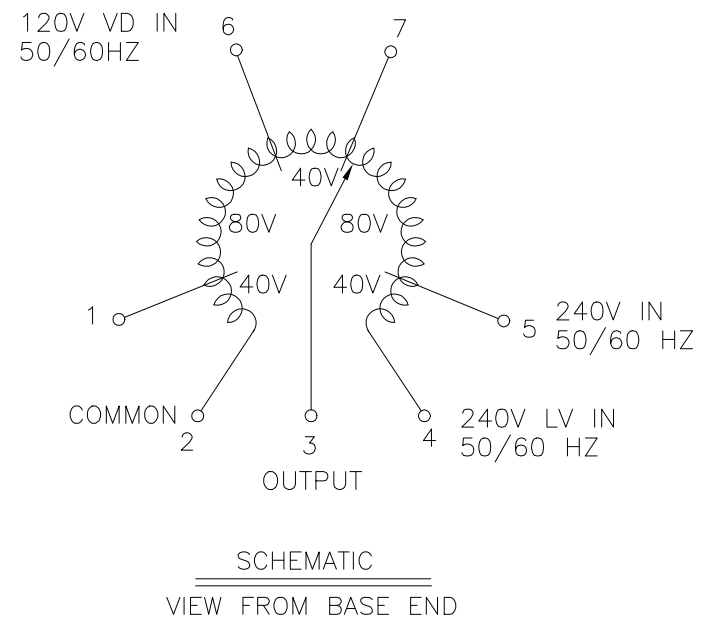 120V VD IN
50/60HZ
6
7
40V
80V
80V
40V
40V
1
5
240V IN
50/60 HZ
COMMON
2
3
OUTPUT
4
240V LV IN
50/60 HZ
SCHEMATIC
VIEW FROM BASE END